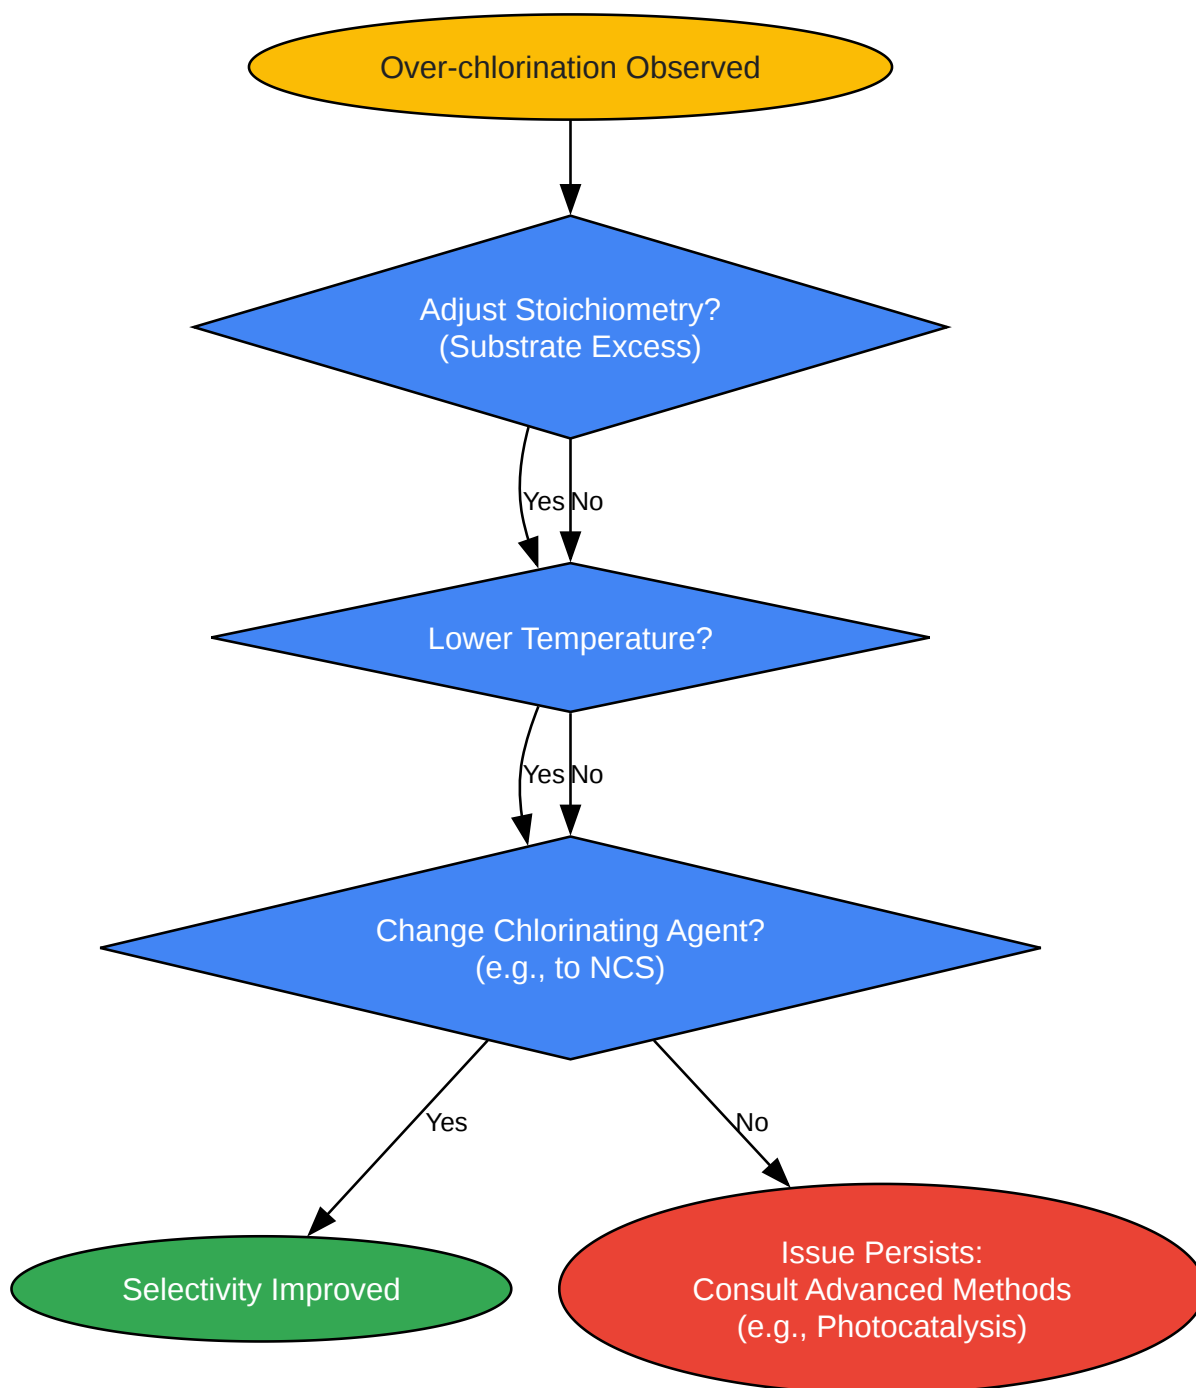 Over-chlorination Observed
Adjust Stoichiometry?
(Substrate Excess)
Yes No
Lower Temperature?
Yes No
Change Chlorinating Agent?
(e.g., to NCS)
Yes
No
Selectivity Improved
Issue Persists:
Consult Advanced Methods
(e.g., Photocatalysis)